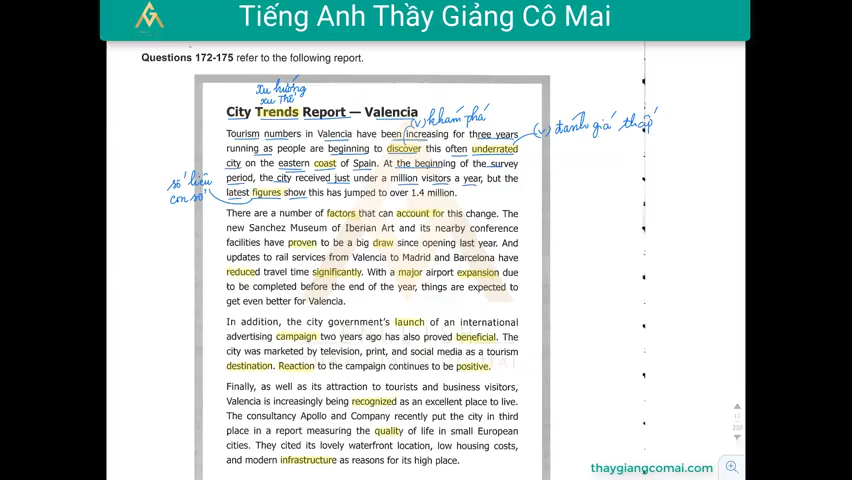 Tiếng Anh Thầy Giảng Cô Mai
Questions 172-175 refer to the following report.
xu hướng
xu thế
City Trends Report — Valencia
(v) khám phá
Tourism numbers in Valencia have been increasing for three years
(v) đánh giá thấp
running as people are beginning to discover this often underrated
city on the eastern coast of Spain. At the beginning of the survey
period, the city received just under a million visitors a year, but the
số liệu
latest figures show this has jumped to over 1.4 million.
con số
There are a number of factors that can account for this change. The
new Sanchez Museum of Iberian Art and its nearby conference
facilities have proven to be a big draw since opening last year. And
updates to rail services from Valencia to Madrid and Barcelona have
reduced travel time significantly. With a major airport expansion due
to be completed before the end of the year, things are expected to
get even better for Valencia.
In addition, the city government's launch of an international
advertising campaign two years ago has also proved beneficial. The
city was marketed by television, print, and social media as a tourism
destination. Reaction to the campaign continues to be positive.
Finally, as well as its attraction to tourists and business visitors,
Valencia is increasingly being recognized as an excellent place to live.
The consultancy Apollo and Company recently put the city in third
place in a report measuring the quality of life in small European
cities. They cited its lovely waterfront location, low housing costs,
and modern infrastructure as reasons for its high place.
thaygiangcomai.com